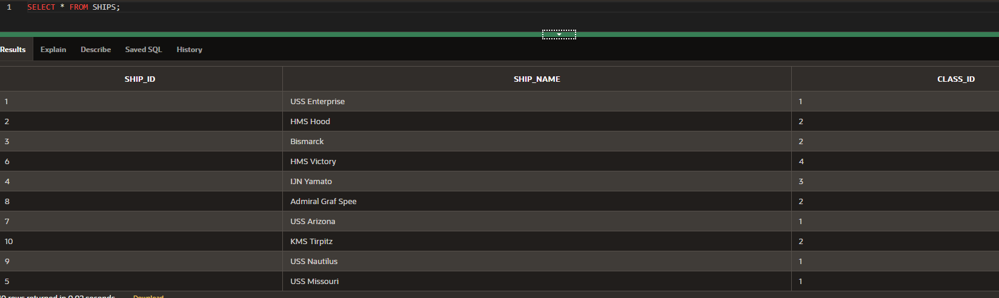 1 SELECT * FROM SHIPS;
Results Explain Describe Saved SQL History
SHIP_ID SHIP_NAME CLASS_ID
1 USS Enterprise 1
2 HMS Hood 2
3 Bismarck 2
6 HMS Victory 4
4 IJN Yamato 3
8 Admiral Graf Spee 2
7 USS Arizona 1
10 KMS Tirpitz 2
9 USS Nautilus 1
5 USS Missouri 1
rows returned in 0.02 seconds Download